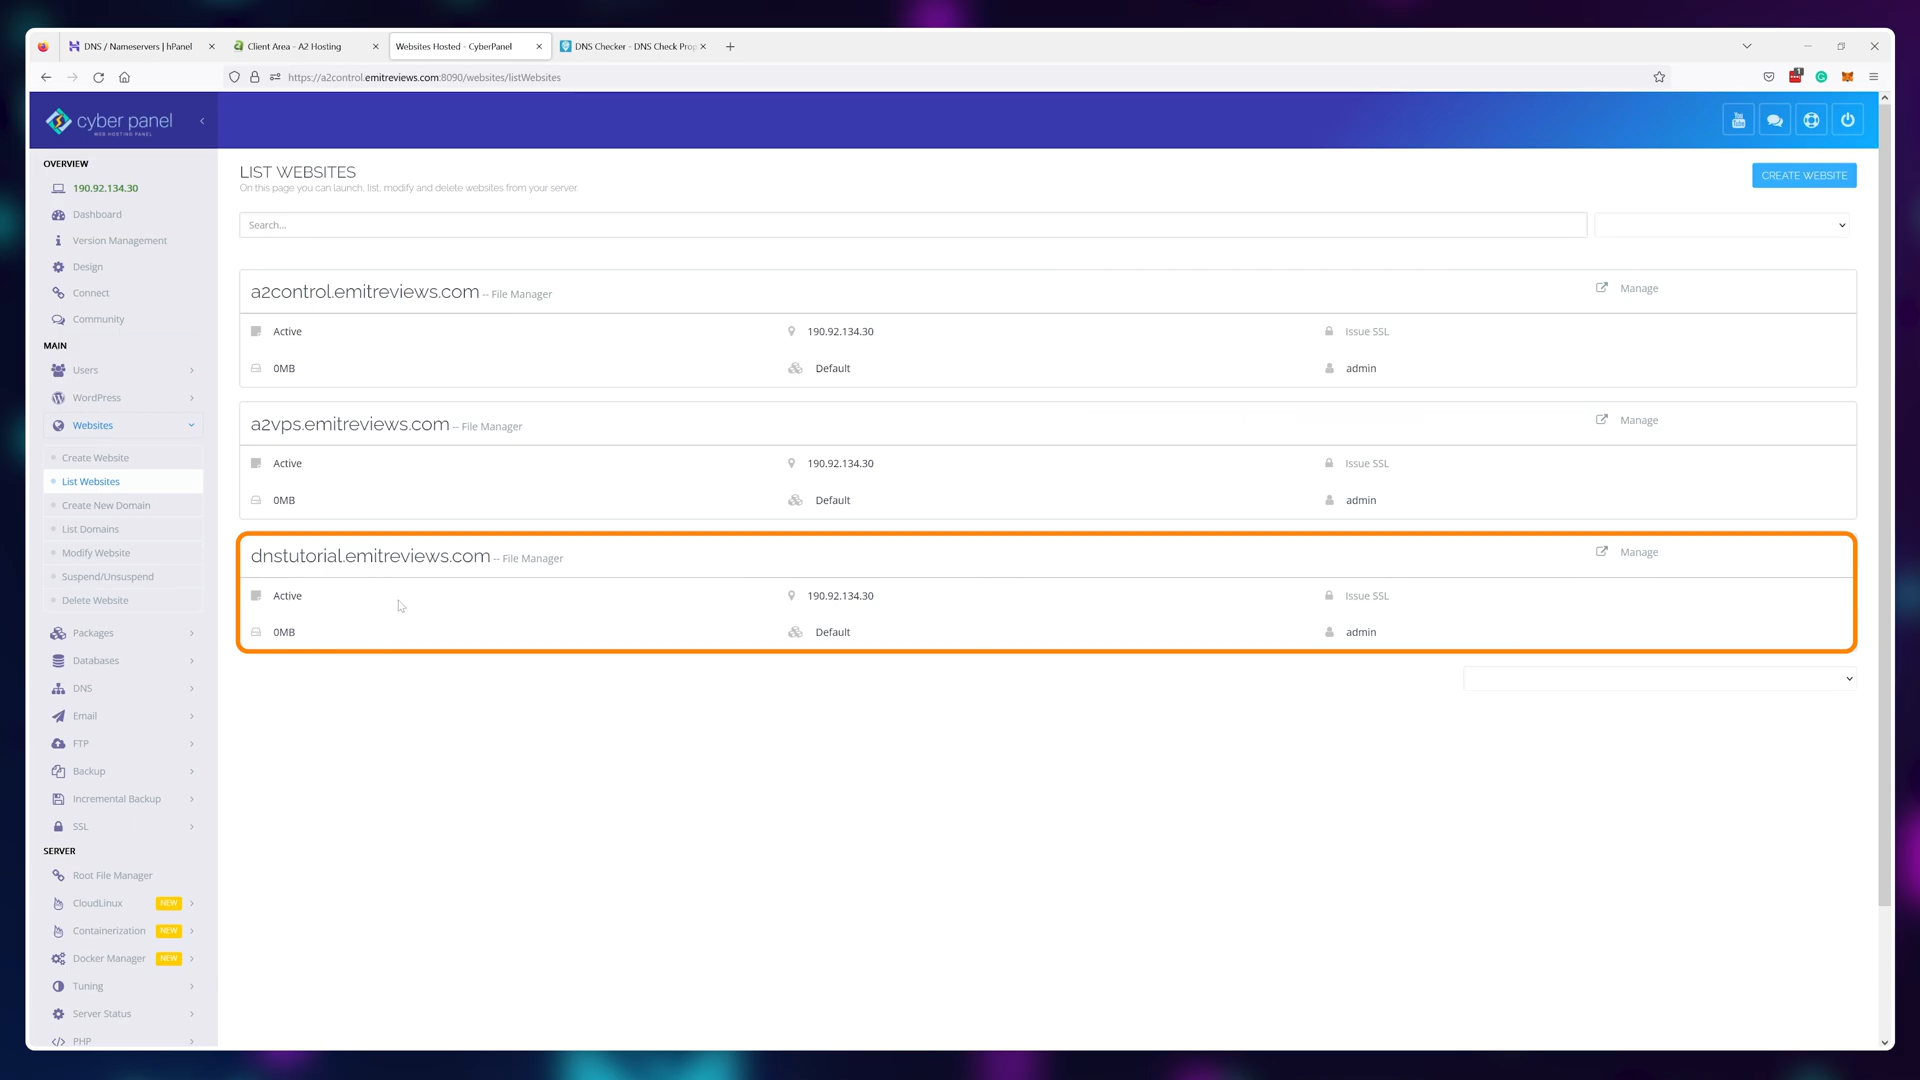 DNS / Nameservers | hPanel
Client Area - A2 Hosting
Websites Hosted - CyberPanel
DNS Checker - DNS Check Prop
https://a2control.emitreviews.com:8090/websites/listWebsites
1
cyber panel
WEB HOSTING PANEL
You
Tube
OVERVIEW
190.92.134.30
Dashboard
Version Management
Design
Connect
Community
MAIN
Users
WordPress
Websites
Create Website
List Websites
Create New Domain
List Domains
Modify Website
Suspend/Unsuspend
Delete Website
Packages
Databases
DNS
Email
FTP
Backup
Incremental Backup
SSL
SERVER
Root File Manager
CloudLinux NEW
Containerization NEW
Docker Manager NEW
Tuning
Server Status
PHP
LIST WEBSITES
On this page you can launch, list, modify and delete websites from your server.
CREATE WEBSITE
Search...
a2control.emitreviews.com -- File Manager
Manage
Active
190.92.134.30
Issue SSL
0MB
Default
admin
a2vps.emitreviews.com -- File Manager
Manage
Active
190.92.134.30
Issue SSL
0MB
Default
admin
dnstutorial.emitreviews.com -- File Manager
Manage
Active
190.92.134.30
Issue SSL
0MB
Default
admin